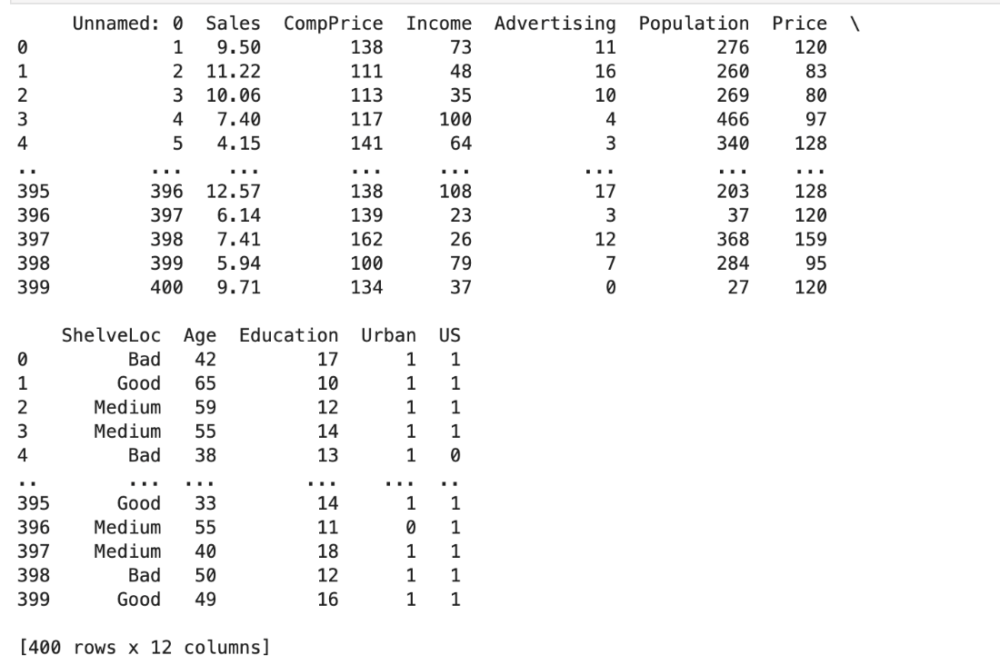 Unnamed: 0 Sales CompPrice Income Advertising Population Price \
0 1 9.50 138 73 11 276 120
1 2 11.22 111 48 16 260 83
2 3 10.06 113 35 10 269 80
3 4 7.40 117 100 4 466 97
4 5 4.15 141 64 3 340 128
.. ... ... ... ... ... ... ...
395 396 12.57 138 108 17 203 128
396 397 6.14 139 23 3 37 120
397 398 7.41 162 26 12 368 159
398 399 5.94 100 79 7 284 95
399 400 9.71 134 37 0 27 120
ShelveLoc Age Education Urban US
0 Bad 42 17 1 1
1 Good 65 10 1 1
2 Medium 59 12 1 1
3 Medium 55 14 1 1
4 Bad 38 13 1 0
.. ... ... ... ... ..
395 Good 33 14 1 1
396 Medium 55 11 0 1
397 Medium 40 18 1 1
398 Bad 50 12 1 1
399 Good 49 16 1 1
[400 rows x 12 columns]